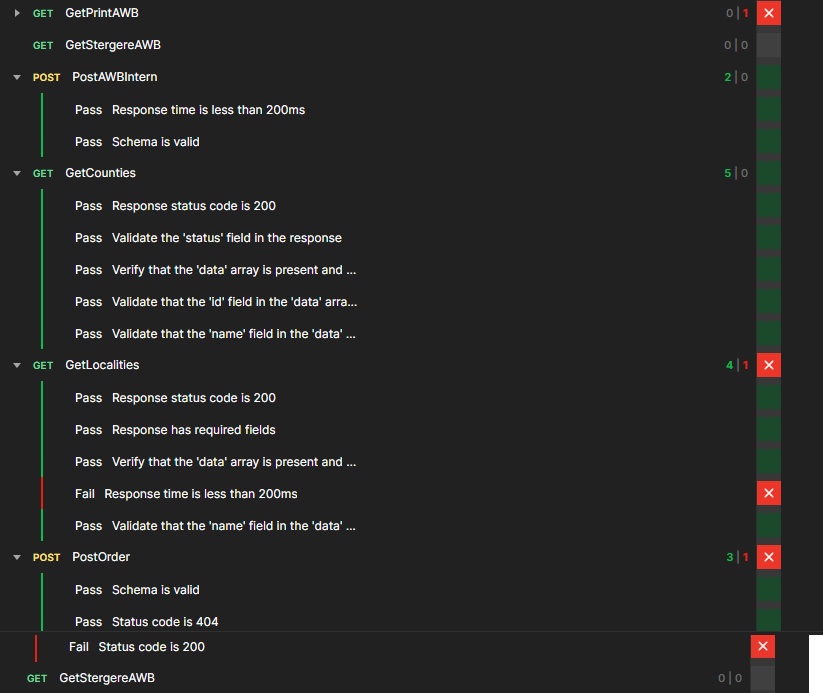 GET GetPrintAWB 0|1
GET GetStergereAWB 0|0
POST PostAWBIntern 2|0
Pass Response time is less than 200ms
Pass Schema is valid
GET GetCounties 5|0
Pass Response status code is 200
Pass Validate the 'status' field in the response
Pass Verify that the 'data' array is present and ...
Pass Validate that the 'id' field in the 'data' arra...
Pass Validate that the 'name' field in the 'data' ...
GET GetLocalities 4|1
Pass Response status code is 200
Pass Response has required fields
Pass Verify that the 'data' array is present and ...
Fail Response time is less than 200ms
Pass Validate that the 'name' field in the 'data' ...
POST PostOrder 3|1
Pass Schema is valid
Pass Status code is 404
Fail Status code is 200
GET GetStergereAWB 0|0